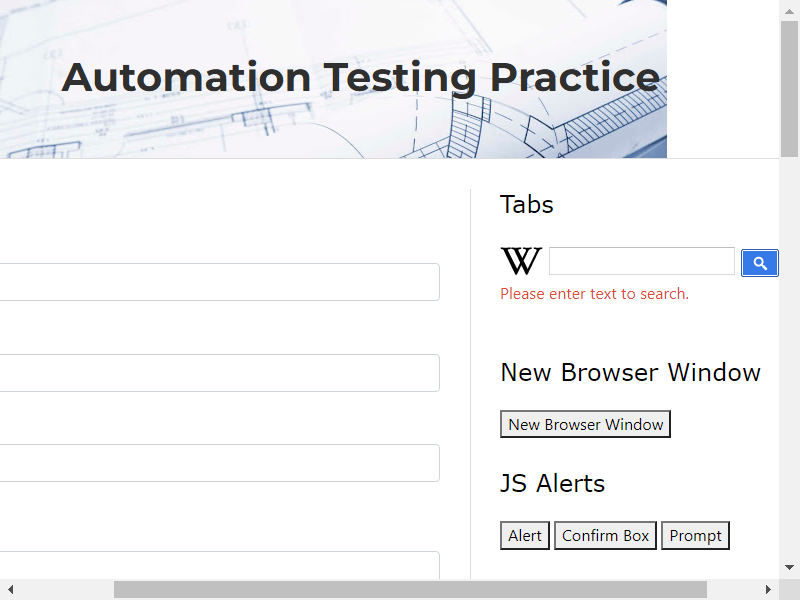 Automation Testing Practice
Tabs
W
Please enter text to search.
New Browser Window
New Browser Window
JS Alerts
Alert Confirm Box Prompt